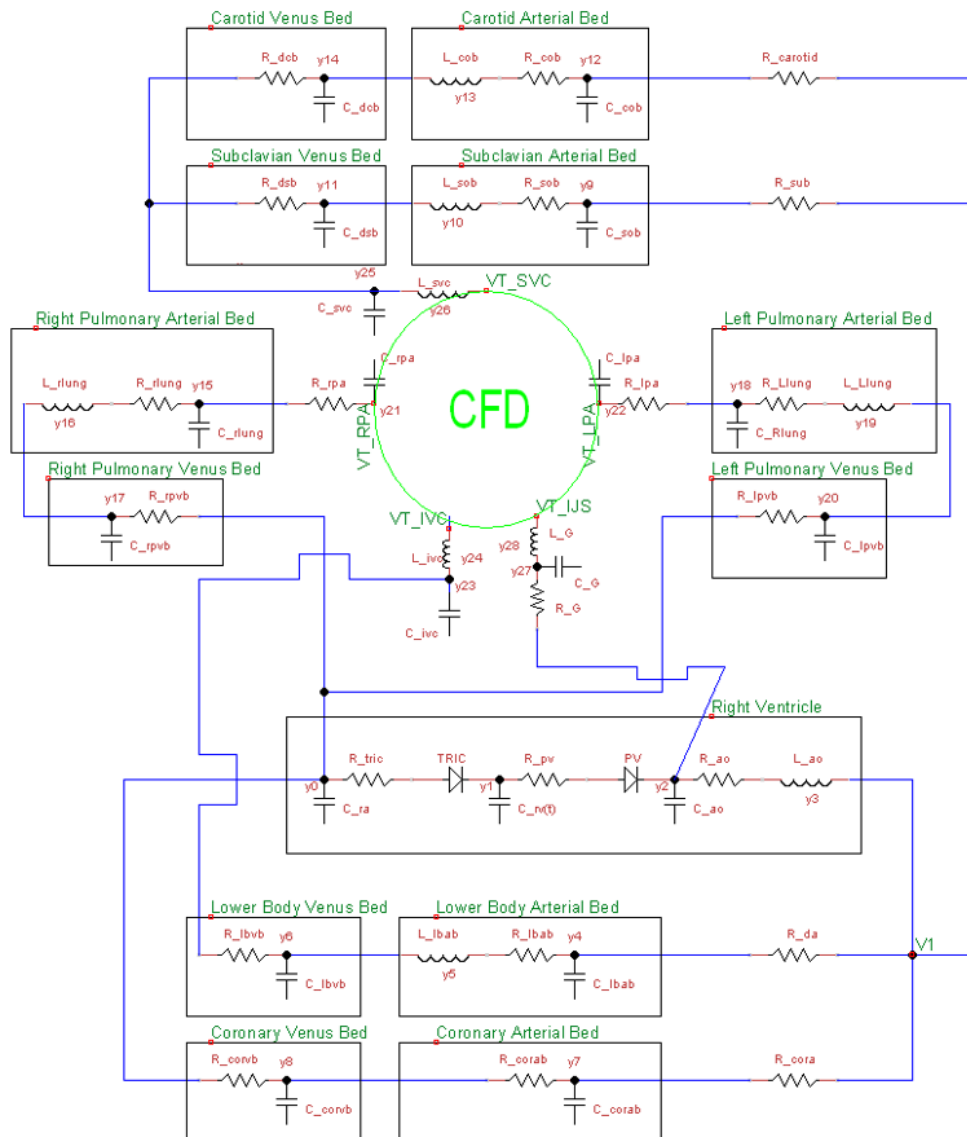 Carotid Venus Bed
Carotid Arterial Bed
R_dcb
y14
L_cob
R_cob
y12
R_carotid
y13
C_dcb
C_cob
Subclavian Venus Bed
Subclavian Arterial Bed
R_dsb
y11
L_sob
R_sob
y9
R_sub
y10
C_dsb
C_sob
y25
L_svc
VT_SVC
C_svc
y26
Right Pulmonary Arterial Bed
Left Pulmonary Arterial Bed
C_rpa
C_lpa
L_rlung
R_rlung
y15
R_rpa
R_lpa
y18
R_Llung
L_Llung
CFD
y16
C_rlung
y21
y22
C_Rlung
y19
VT_RPA
VT_LPA
Right Pulmonary Venus Bed
Left Pulmonary Venus Bed
y17
R_rpvb
R_lpvb
y20
C_rpvb
C_lpvb
VT_IVC
VT_IJS
L_ivc
y24
y28
L_G
y23
y27
C_G
C_ivc
R_G
Right Ventricle
R_tric
TRIC
R_pv
PV
R_ao
L_ao
y0
y1
y2
y3
C_ra
C_rv(t)
C_ao
Lower Body Venus Bed
Lower Body Arterial Bed
R_lbvb
y6
L_lbab
R_lbab
y4
R_da
V1
y5
C_lbvb
C_lbab
Coronary Venus Bed
Coronary Arterial Bed
R_corvb
y8
R_corab
y7
R_cora
C_corvb
C_corab